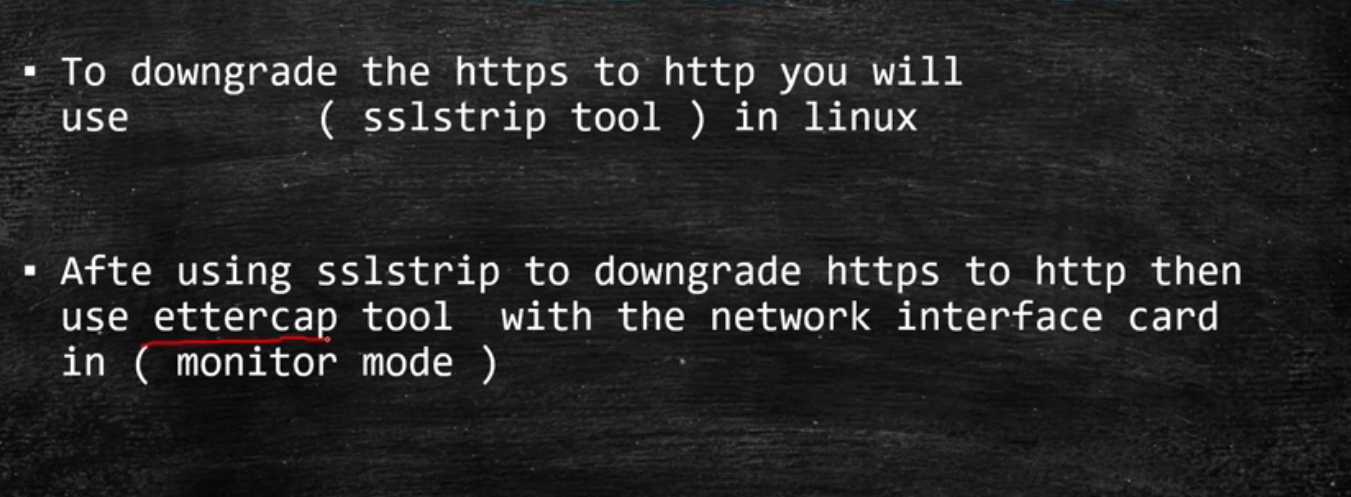 ▪ To downgrade the https to http you will
use ( sslstrip tool ) in linux
▪ Afte using sslstrip to downgrade https to http then
use ettercap tool with the network interface card
in ( monitor mode )